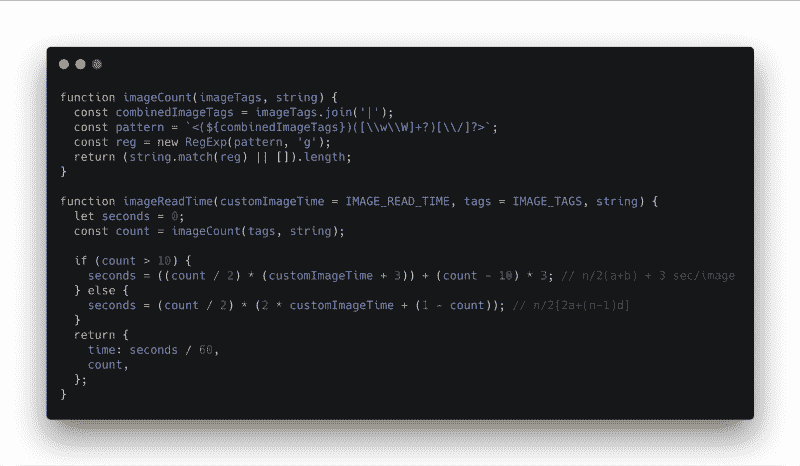 function imageCount(imageTags, string) {
const combinedImageTags = imageTags.join('|');
const pattern = `<(${combinedImageTags})([\\w\\W]+?)[\\/]?>`;
const reg = new RegExp(pattern, 'g');
return (string.match(reg) || []).length;
}
function imageReadTime(customImageTime = IMAGE_READ_TIME, tags = IMAGE_TAGS, string) {
let seconds = 0;
const count = imageCount(tags, string);
if (count > 10) {
seconds = ((count / 2) * (customImageTime + 3)) + (count - 10) * 3; // n/2(a+b) + 3 sec/image
} else {
seconds = (count / 2) * (2 * customImageTime + (1 - count)); // n/2[2a+(n-1)d]
}
return {
time: seconds / 60,
count,
};
}